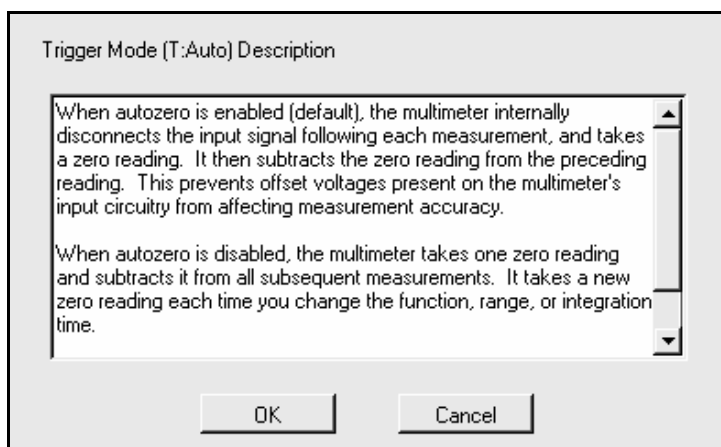 Trigger Mode (T:Auto) Description
When autozero is enabled (default), the multimeter internally
disconnects the input signal following each measurement, and takes
a zero reading.  It then subtracts the zero reading from the preceding
reading.  This prevents offset voltages present on the multimeter's
input circuitry from affecting measurement accuracy.
When autozero is disabled, the multimeter takes one zero reading
and subtracts it from all subsequent measurements.  It takes a new
zero reading each time you change the function, range, or integration
time.
OK
Cancel